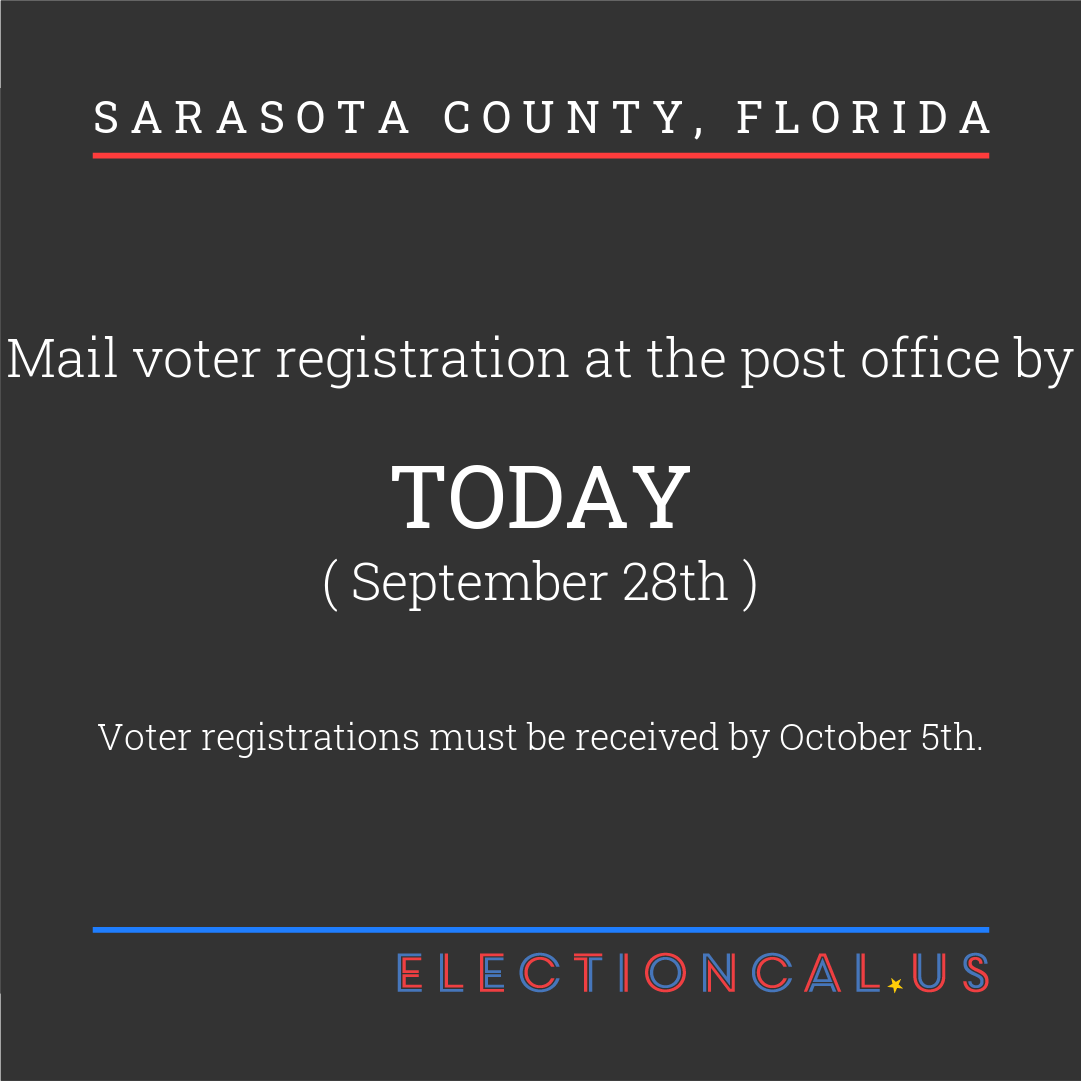 SARASOTA COUNTY, FLORIDA
Mail voter registration at the post office by
TODAY
( September 28th )
Voter registrations must be received by October 5th.
ELECTIONCAL.US